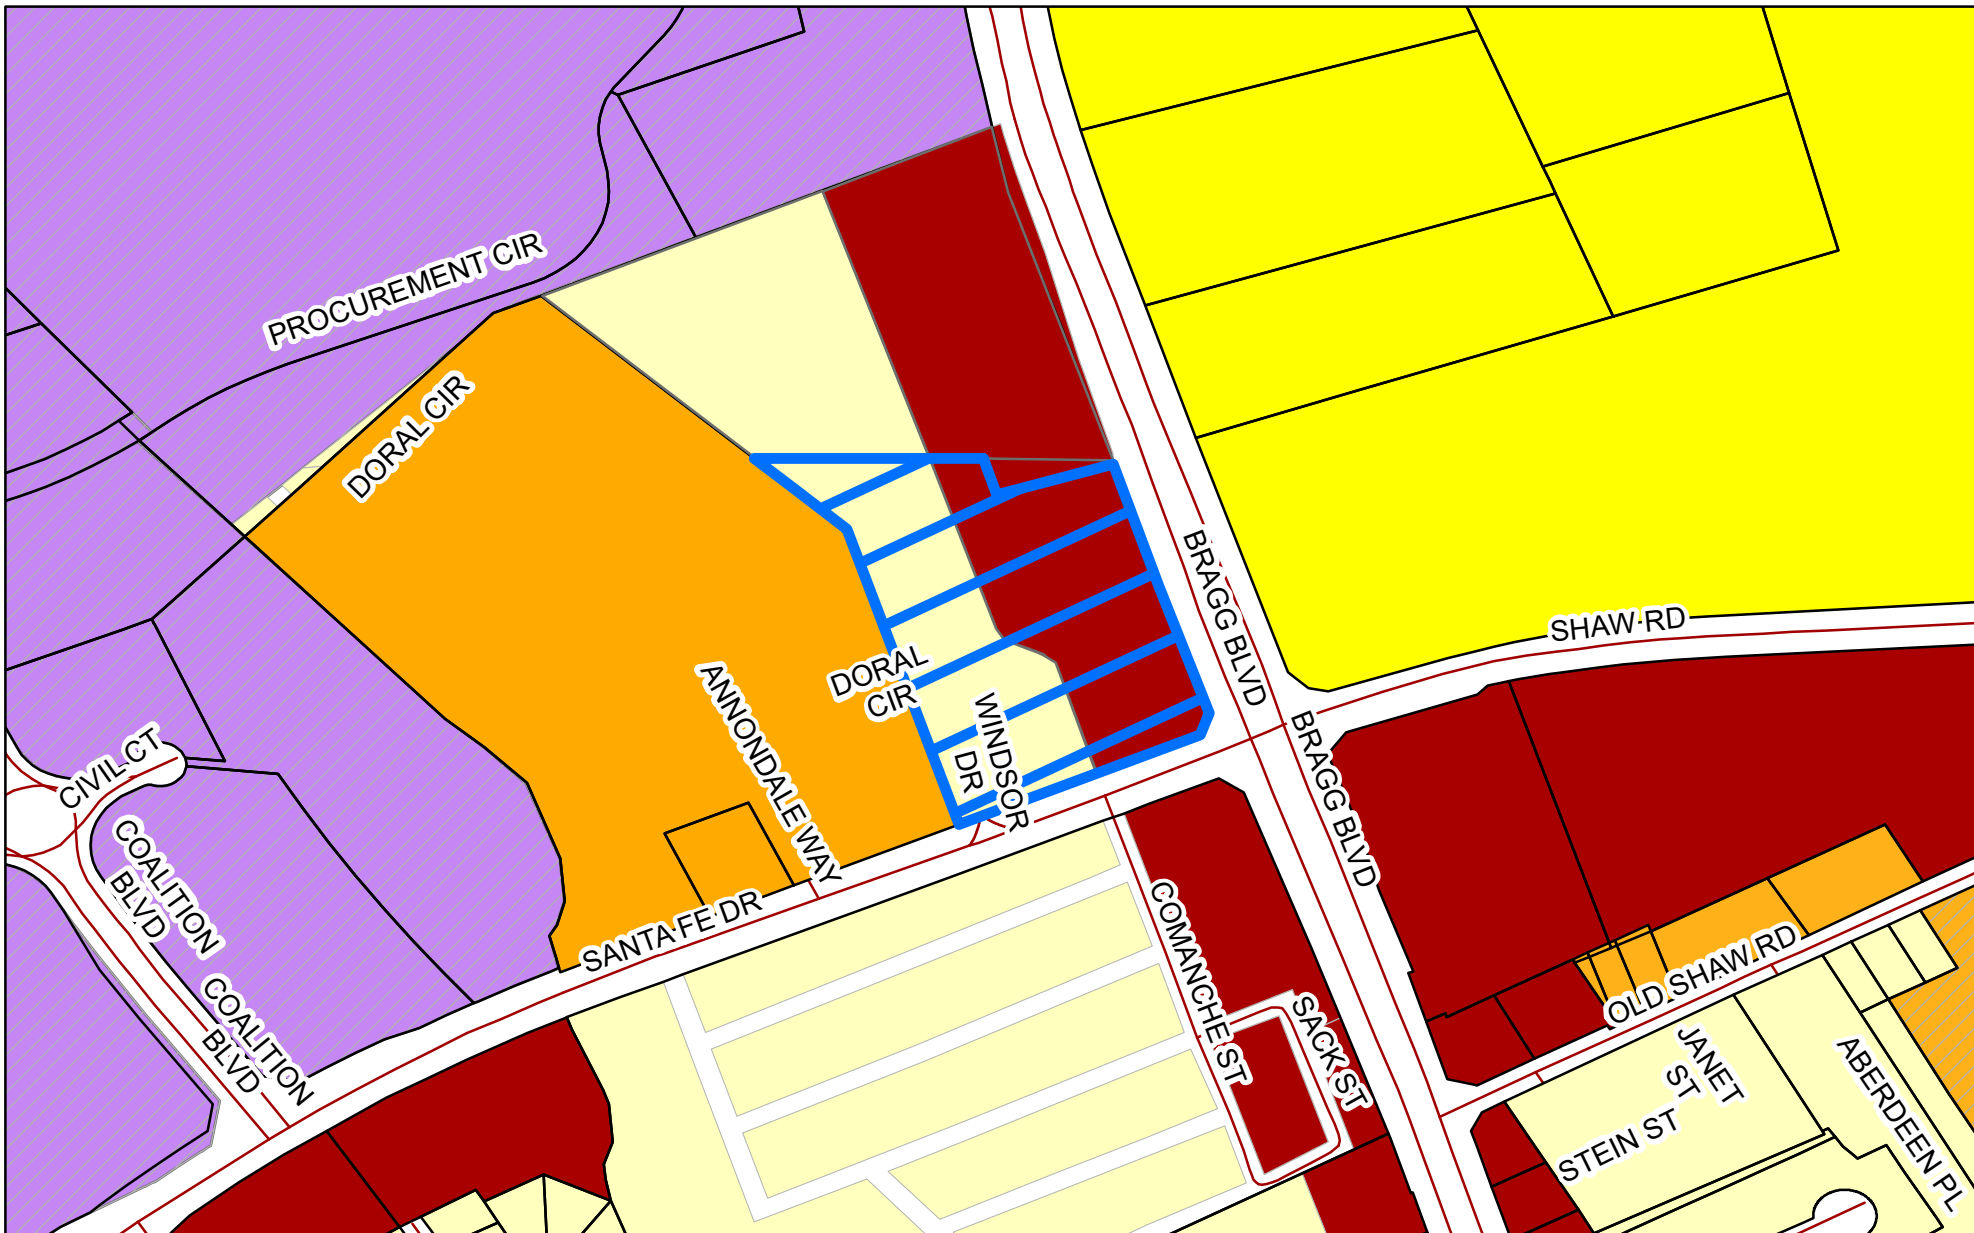 PROCUREMENT CIR
DORAL CIR
BRAGG BLVD
SHAW RD
DORAL
CIR
ANNONDALE WAY
WINDSOR
DR
BRAGG BLVD
CIVIL CT
COALITION
BLVD
SANTA FE DR
COMANCHE ST
OLD SHAW RD
COALITION
BLVD
SACK ST
JANET
ST
ABERDEEN PL
STEIN ST